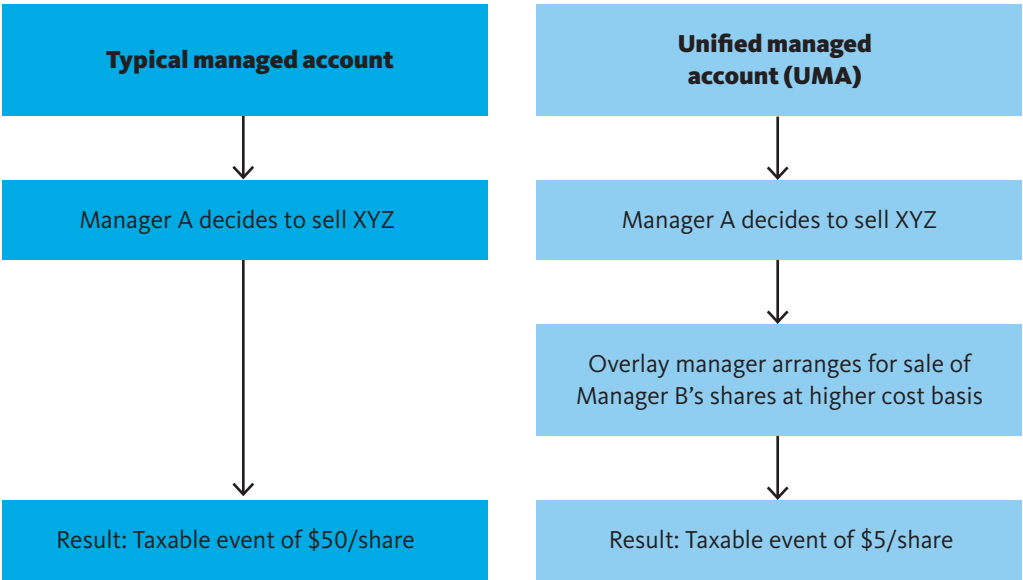 Typical managed account
Manager A decides to sell XYZ
Result: Taxable event of $50/share
Unified managed
account (UMA)
Manager A decides to sell XYZ
Overlay manager arranges for sale of
Manager B’s shares at higher cost basis
Result: Taxable event of $5/share